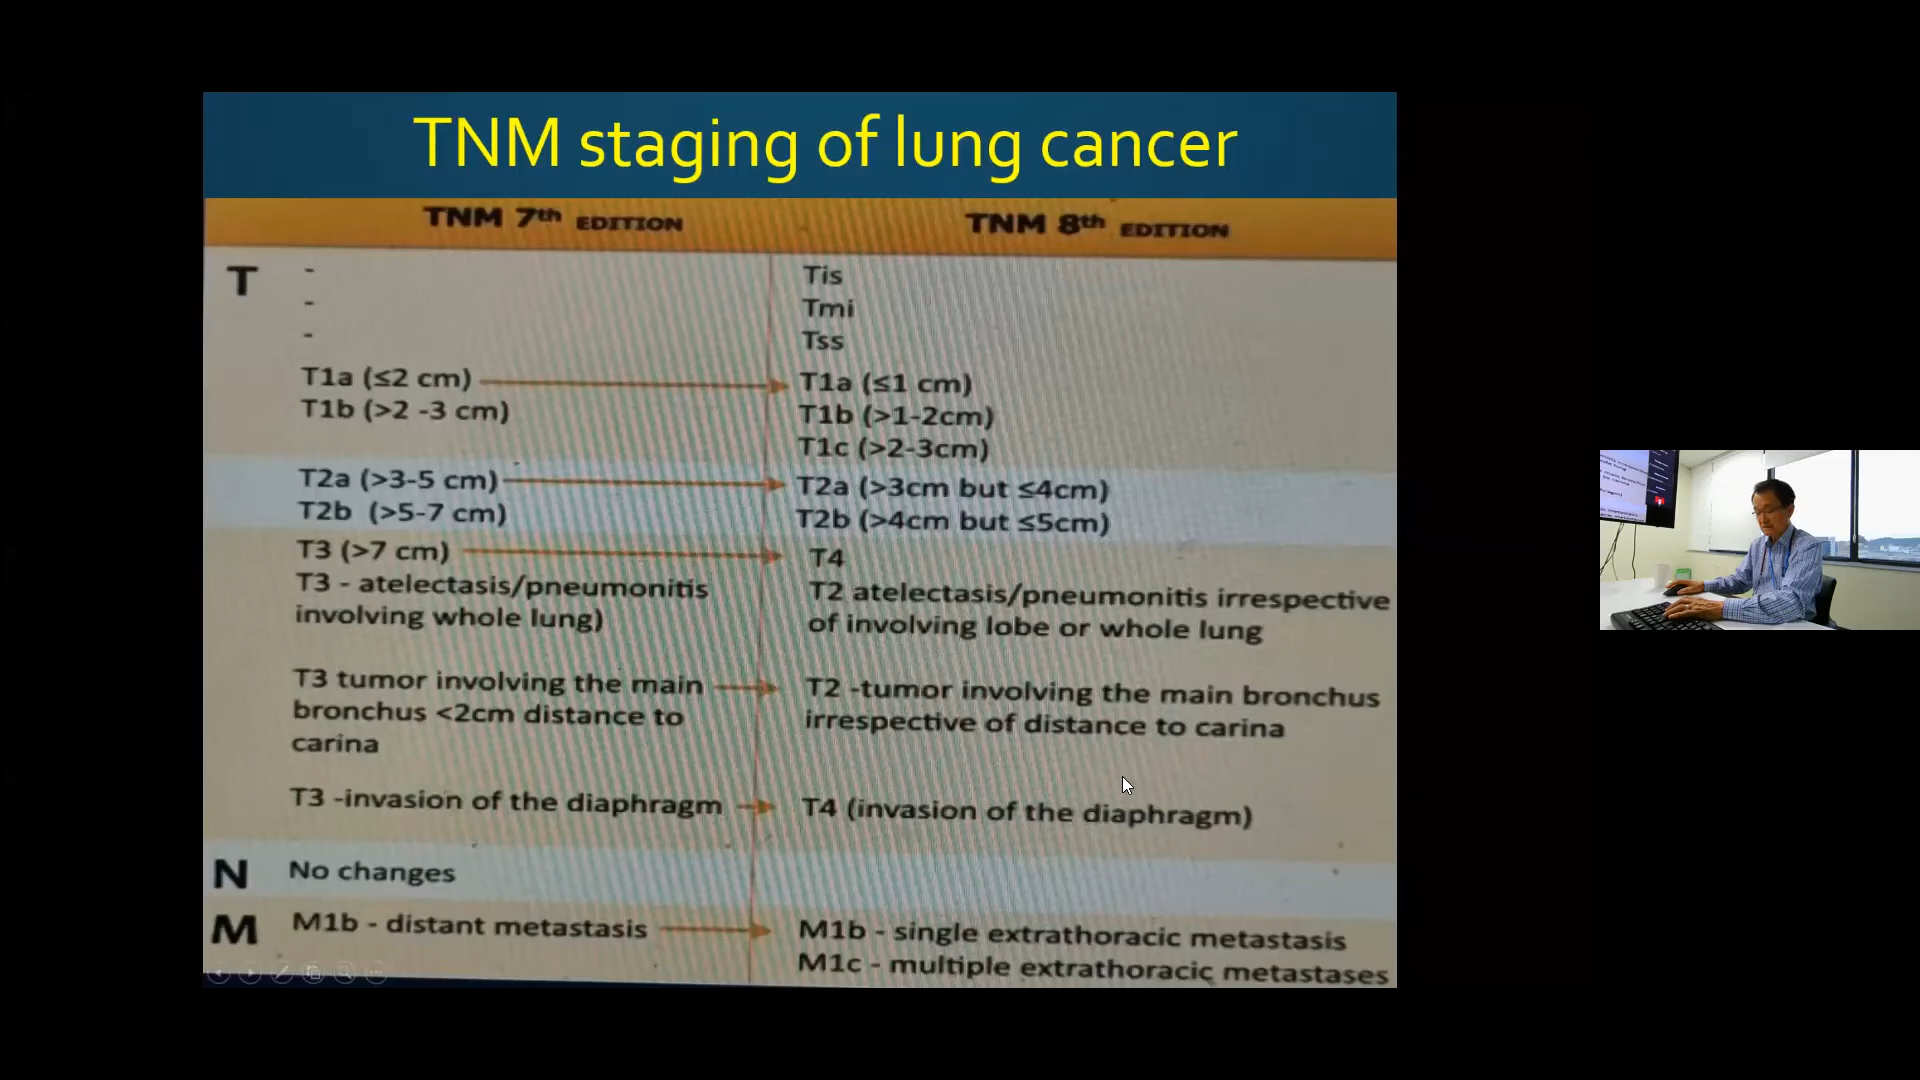 TNM staging of lung cancer
TNM 7th EDITION
TNM 8th EDITION
T
-
-
-
Tis
Tmi
Tss
T1a (≤2 cm)
T1b (>2 -3 cm)
T1a (≤1 cm)
T1b (>1-2cm)
T1c (>2-3cm)
T2a (>3-5 cm)
T2b (>5-7 cm)
T2a (>3cm but ≤4cm)
T2b (>4cm but ≤5cm)
T3 (>7 cm)
T4
T3 - atelectasis/pneumonitis
involving whole lung)
T2 atelectasis/pneumonitis irrespective
of involving lobe or whole lung
T3 tumor involving the main
bronchus <2cm distance to
carina
T2 -tumor involving the main bronchus
irrespective of distance to carina
T3 -invasion of the diaphragm
T4 (invasion of the diaphragm)
N
No changes
M
M1b - distant metastasis
M1b - single extrathoracic metastasis
M1c - multiple extrathoracic metastases